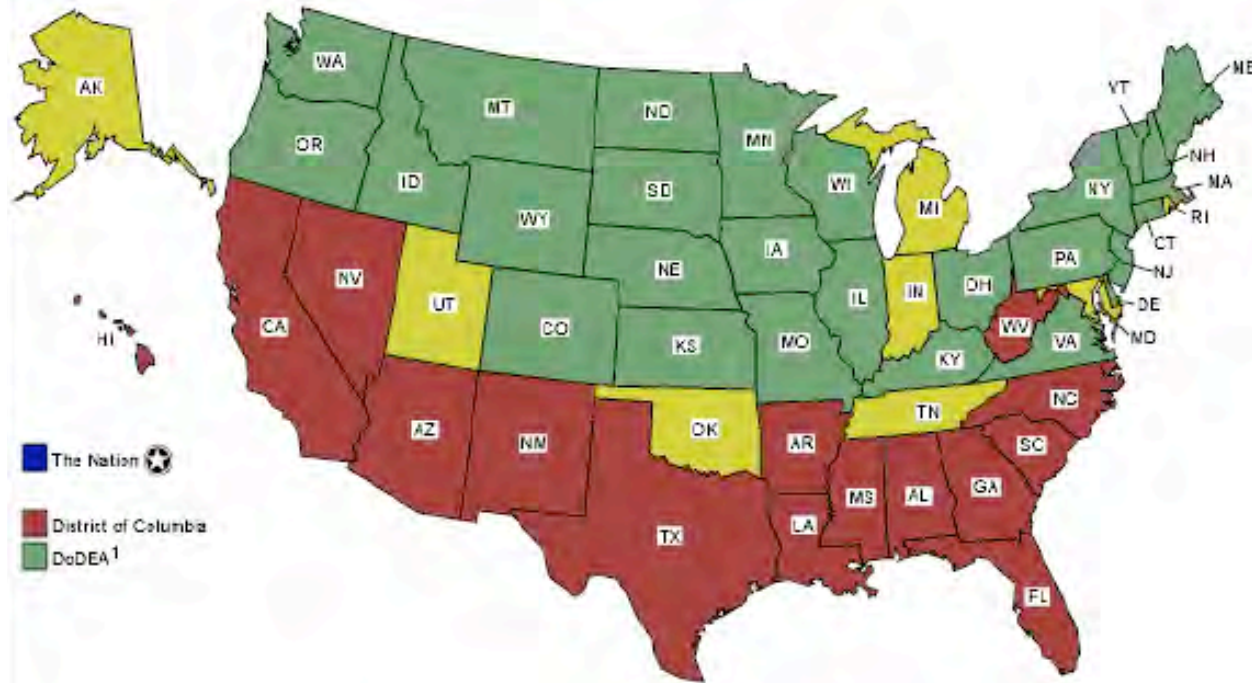 AK
WA
MT
ND
MN
OR
ID
WY
SD
WI
MI
NY
VT
ME
NH
MA
RI
CT
NJ
PA
DE
MD
NV
UT
CO
NE
IA
IL
IN
OH
WV
VA
KY
KS
MO
CA
HI
AZ
NM
OK
AR
TN
NC
SC
TX
LA
MS
AL
GA
FL
The Nation
District of Columbia
DoDEA¹